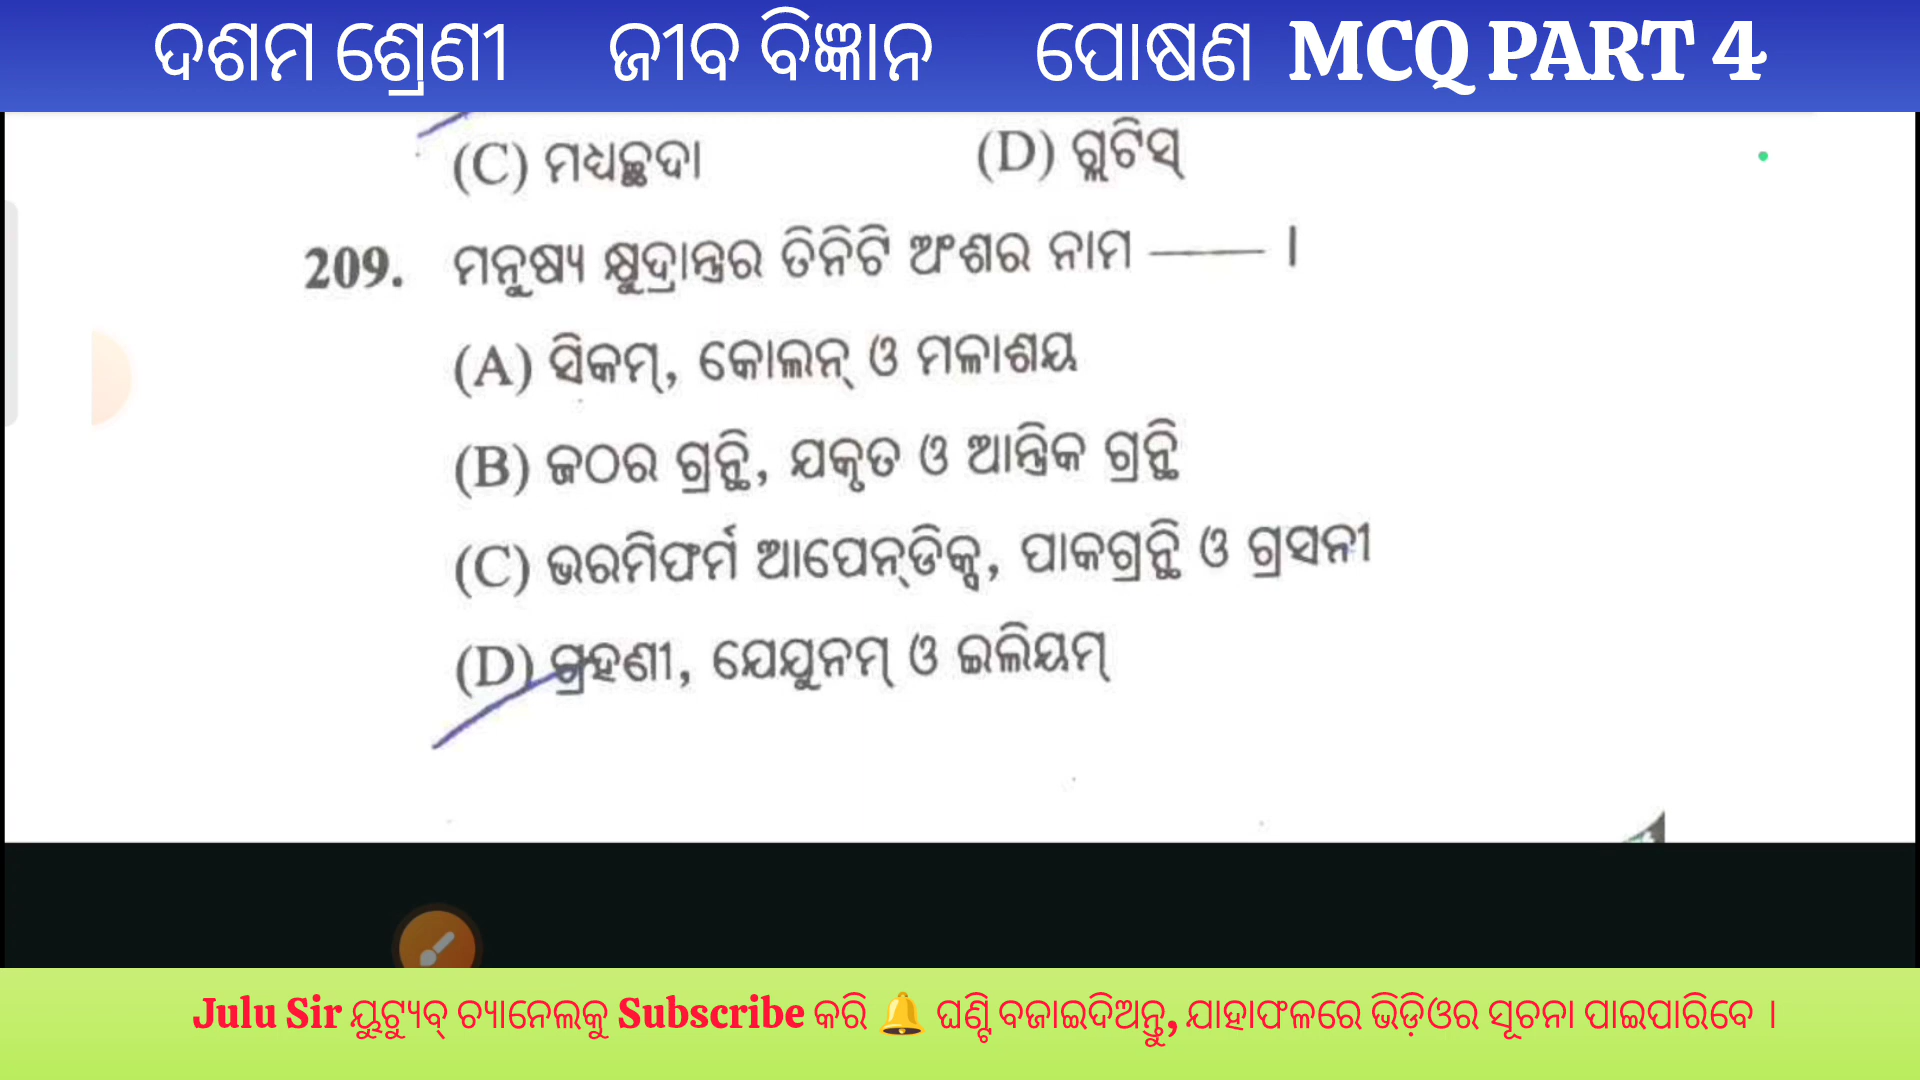 ଦଶମ ଶ୍ରେଣୀ ଜୀବ ବିଜ୍ଞାନ ପୋଷଣ MCQ PART 4
(C) ମଧ୍ୟଚ୍ଛଦା (D) ଗ୍ଲଟିସ୍
209. ମନୁଷ୍ୟ କ୍ଷୁଦ୍ରାନ୍ତ୍ରର ତିନିଟି ଅଂଶର ନାମ —— ।
(A) ସିକମ୍, କୋଲନ୍ ଓ ମଳାଶୟ
(B) ଜଠର ଗ୍ରନ୍ଥି, ଯକୃତ ଓ ଆନ୍ତ୍ରିକ ଗ୍ରନ୍ଥି
(C) ଭରମିଫର୍ମ ଆପେନ୍‌ଡିକ୍ସ, ପାକଗ୍ରନ୍ଥି ଓ ଗ୍ରସନୀ
(D) ଗ୍ରହଣୀ, ଯେଯୁନମ୍ ଓ ଇଲିୟମ୍
Julu Sir ୟୁଟ୍ୟୁବ୍ ଚ୍ୟାନେଲକୁ Subscribe କରି 🔔 ଘଣ୍ଟି ବଜାଇଦିଅନ୍ତୁ, ଯାହାଫଳରେ ଭିଡ଼ିଓର ସୂଚନା ପାଇପାରିବେ ।